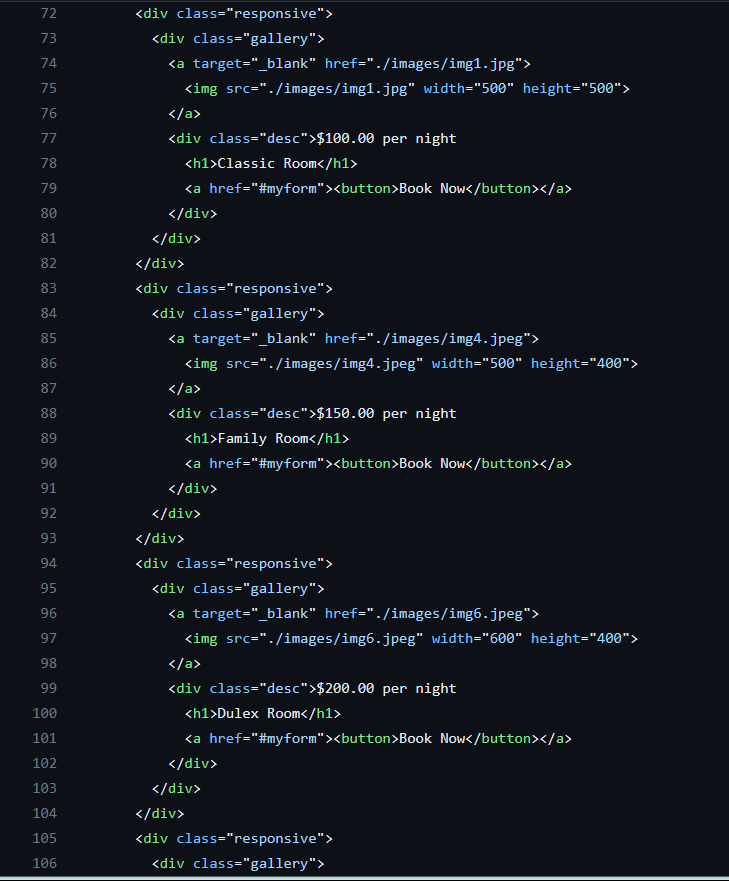 72 <div class="responsive">
73 <div class="gallery">
74 <a target="_blank" href="./images/img1.jpg">
75 <img src="./images/img1.jpg" width="500" height="500">
76 </a>
77 <div class="desc">$100.00 per night
78 <h1>Classic Room</h1>
79 <a href="#myform"><button>Book Now</button></a>
80 </div>
81 </div>
82 </div>
83 <div class="responsive">
84 <div class="gallery">
85 <a target="_blank" href="./images/img4.jpeg">
86 <img src="./images/img4.jpeg" width="500" height="400">
87 </a>
88 <div class="desc">$150.00 per night
89 <h1>Family Room</h1>
90 <a href="#myform"><button>Book Now</button></a>
91 </div>
92 </div>
93 </div>
94 <div class="responsive">
95 <div class="gallery">
96 <a target="_blank" href="./images/img6.jpeg">
97 <img src="./images/img6.jpeg" width="600" height="400">
98 </a>
99 <div class="desc">$200.00 per night
100 <h1>Dulex Room</h1>
101 <a href="#myform"><button>Book Now</button></a>
102 </div>
103 </div>
104 </div>
105 <div class="responsive">
106 <div class="gallery">